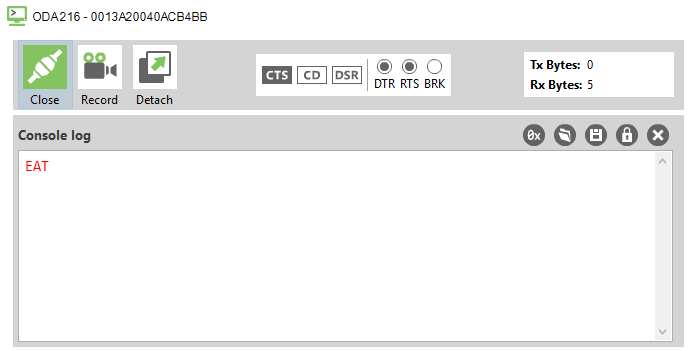 ODA216 - 0013A20040ACB4BB
Close
Record
Detach
CTS CD DSR
DTR RTS BRK
Tx Bytes: 0
Rx Bytes: 5
Console log
0x
EAT